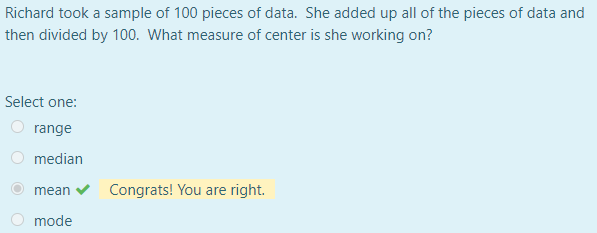 Richard took a sample of 100 pieces of data.  She added up all of the pieces of data and
then divided by 100.  What measure of center is she working on?
Select one:
range
median
mean ✔ Congrats! You are right.
mode